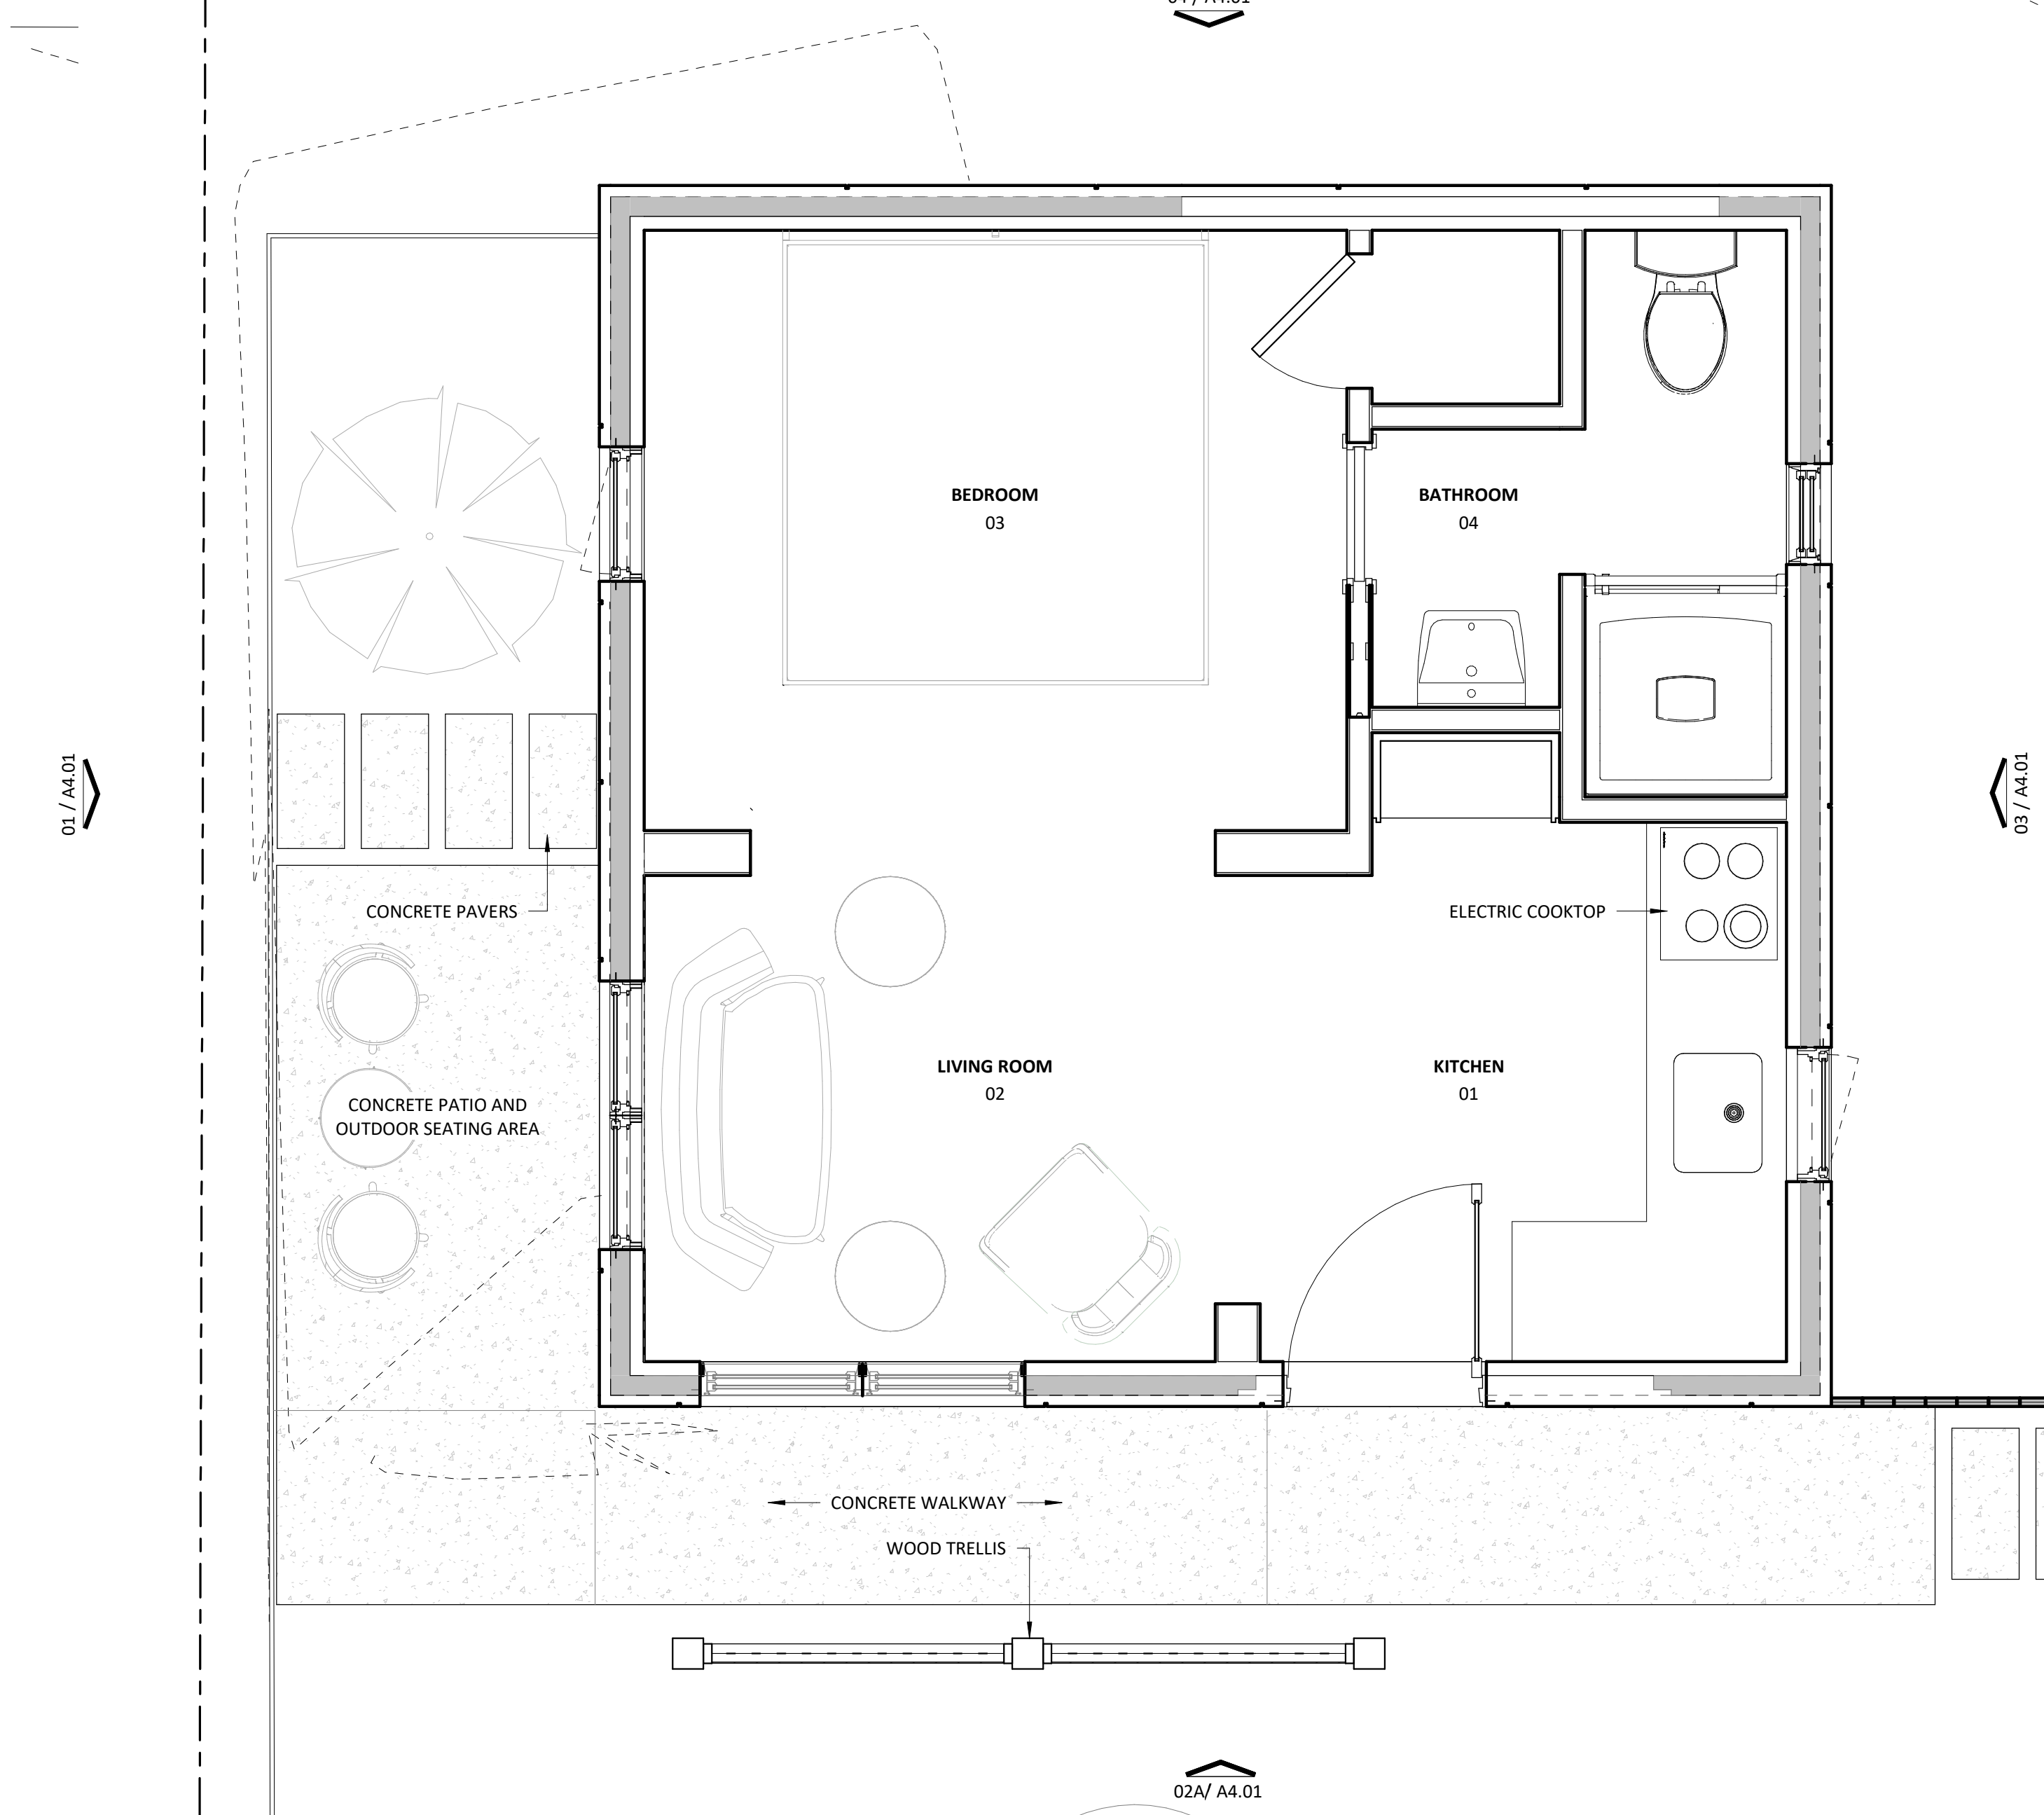 BEDROOM
03
BATHROOM
04
01 / A4.01
03 / A4.01
CONCRETE PAVERS
ELECTRIC COOKTOP
LIVING ROOM
02
KITCHEN
01
CONCRETE PATIO AND
OUTDOOR SEATING AREA
CONCRETE WALKWAY
WOOD TRELLIS
02A/ A4.01